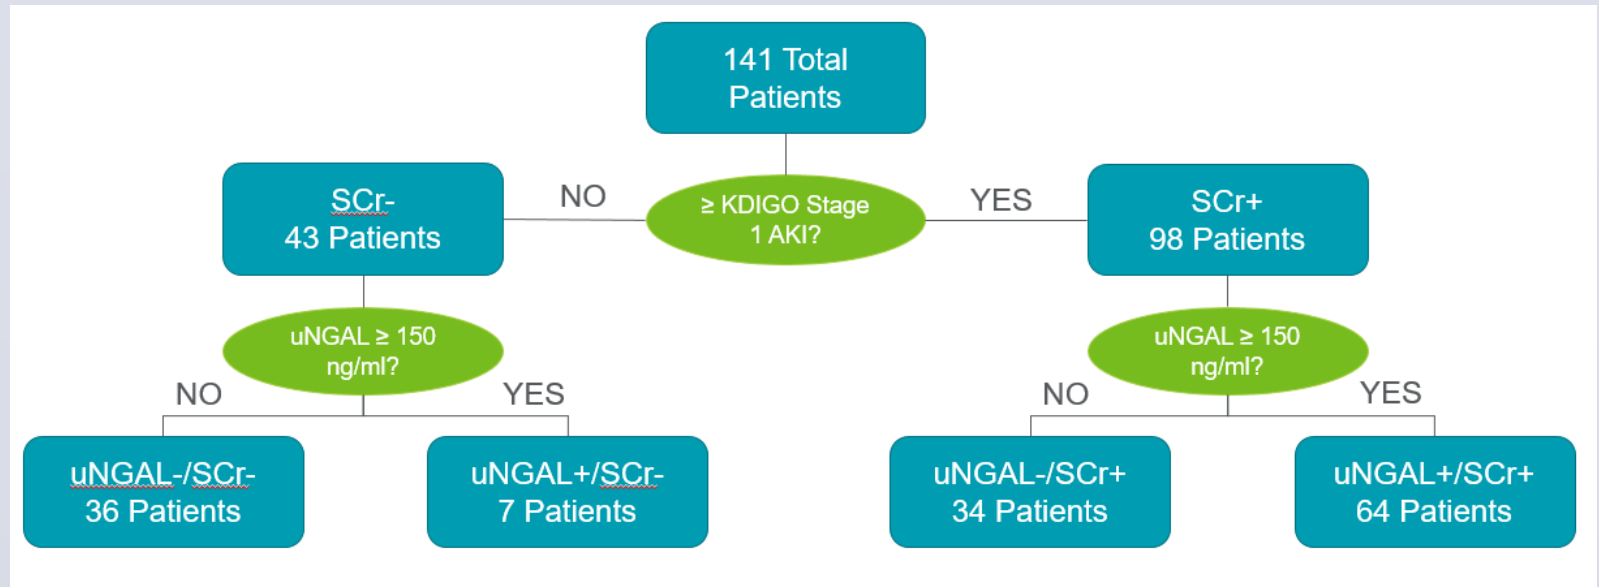 141 Total
Patients
NO
≥ KDIGO Stage
1 AKI?
YES
SCr-
43 Patients
SCr+
98 Patients
uNGAL ≥ 150
ng/ml?
uNGAL ≥ 150
ng/ml?
NO
YES
NO
YES
uNGAL-/SCr-
36 Patients
uNGAL+/SCr-
7 Patients
uNGAL-/SCr+
34 Patients
uNGAL+/SCr+
64 Patients